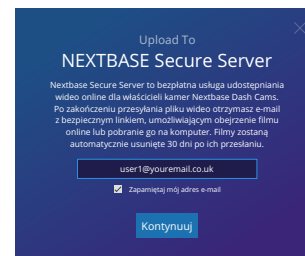 Upload To
NEXTBASE Secure Server
Nextbase Secure Server to bezpłatna usługa udostępniania
wideo online dla właścicieli kamer Nextbase Dash Cams.
Po zakończeniu przesyłania pliku wideo otrzymasz e-mail
z bezpiecznym linkiem, umożliwiającym obejrzenie filmu
online lub pobranie go na komputer. Filmy zostaną
automatycznie usunięte 30 dni po ich przesłaniu.
user1@youremail.co.uk
Zapamiętaj mój adres e-mail
Kontynuuj